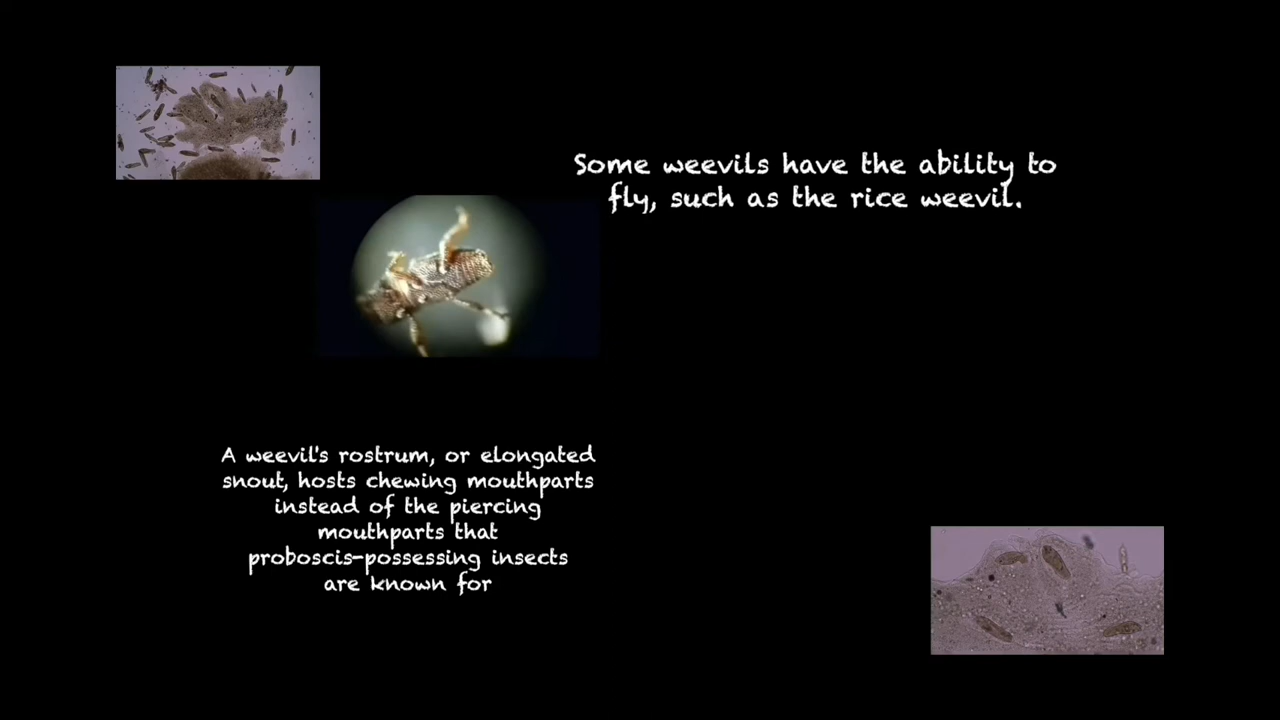 Some weevils have the ability to
fly, such as the rice weevil.
A weevil's rostrum, or elongated
snout, hosts chewing mouthparts
instead of the piercing
mouthparts that
proboscis-possessing insects
are known for